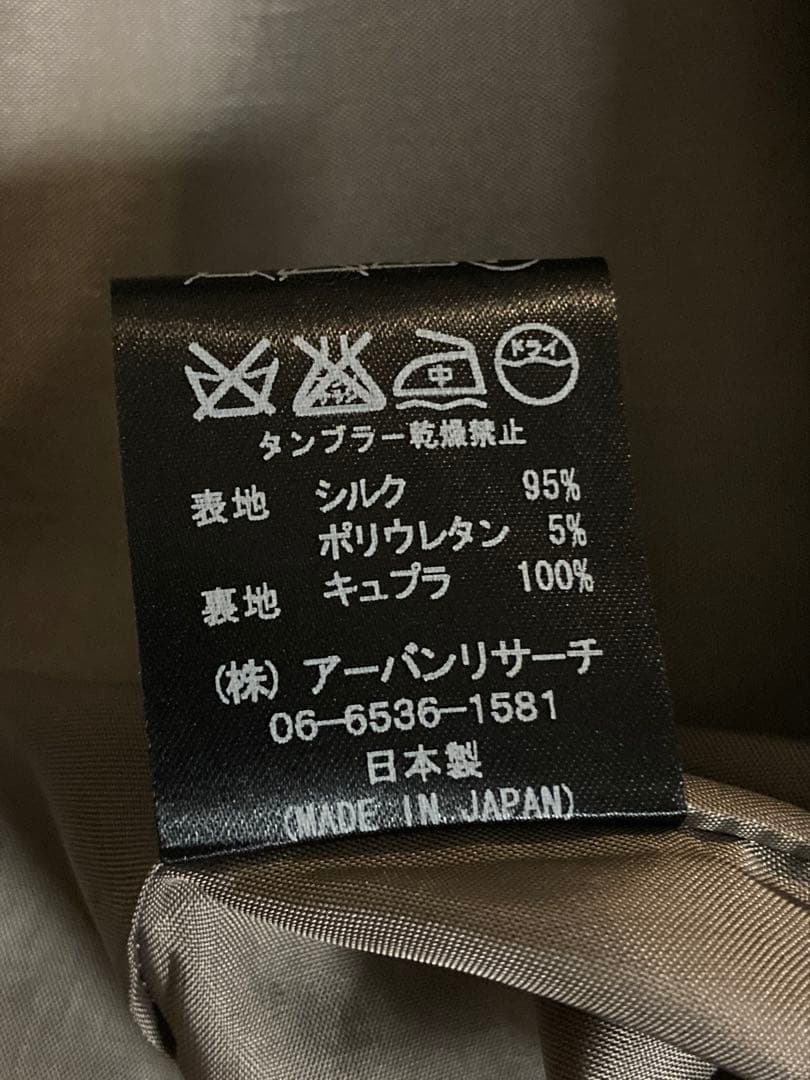 中 ドライ
タンブラー乾燥禁止
表地 シルク 95%
ポリウレタン 5%
裏地 キュプラ 100%
(株) アーバンリサーチ
06-6536-1581
日本製
(MADE IN JAPAN)